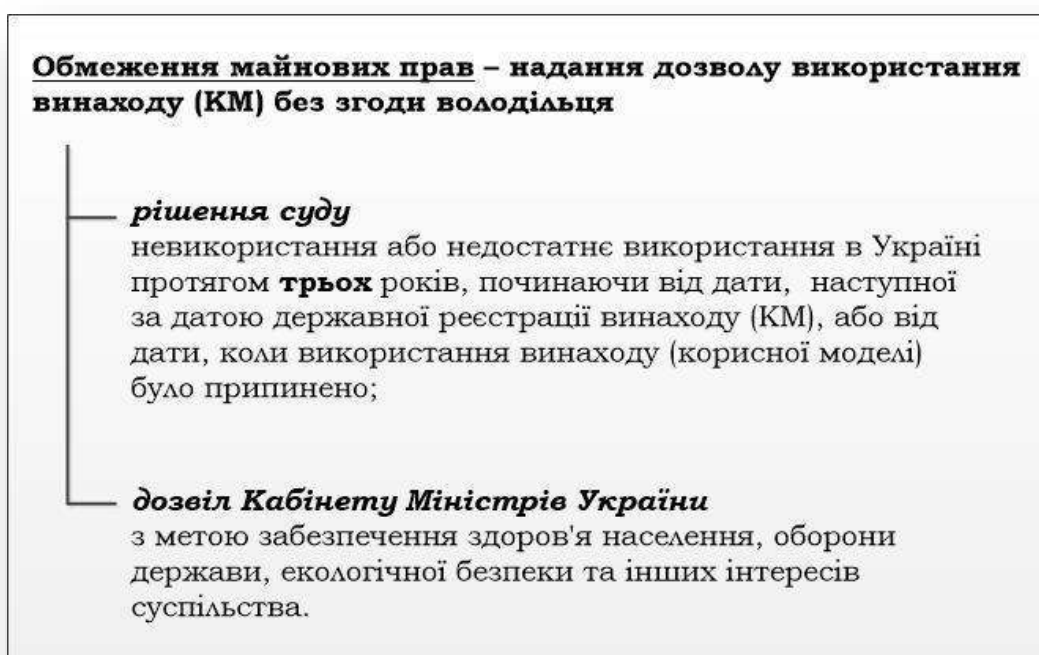 Обмеження майнових прав – надання дозволу використання
винаходу (КМ) без згоди володільця
рішення суду
невикористання або недостатнє використання в Україні
протягом трьох років, починаючи від дати, наступної
за датою державної реєстрації винаходу (КМ), або від
дати, коли використання винаходу (корисної моделі)
було припинено;
дозвіл Кабінету Міністрів України
з метою забезпечення здоров'я населення, оборони
держави, екологічної безпеки та інших інтересів
суспільства.